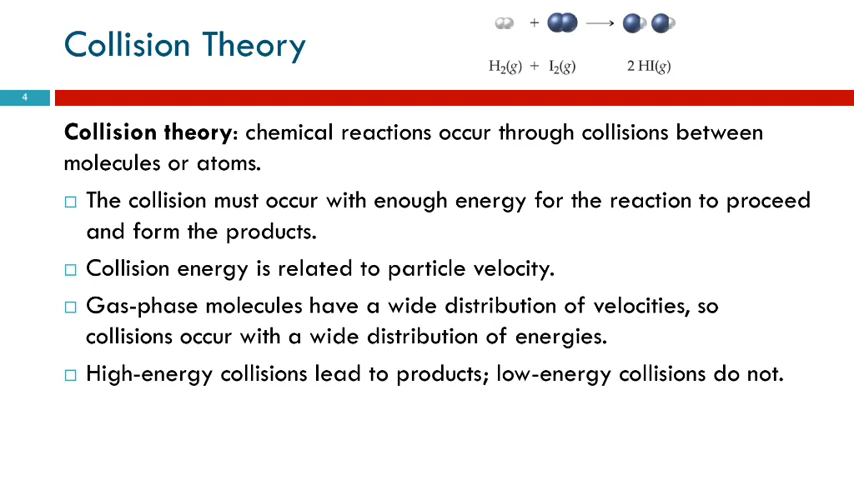 Collision Theory
+
H₂(g) + I₂(g) 2 HI(g)
4
Collision theory: chemical reactions occur through collisions between
molecules or atoms.
The collision must occur with enough energy for the reaction to proceed
and form the products.
Collision energy is related to particle velocity.
Gas-phase molecules have a wide distribution of velocities, so
collisions occur with a wide distribution of energies.
High-energy collisions lead to products; low-energy collisions do not.